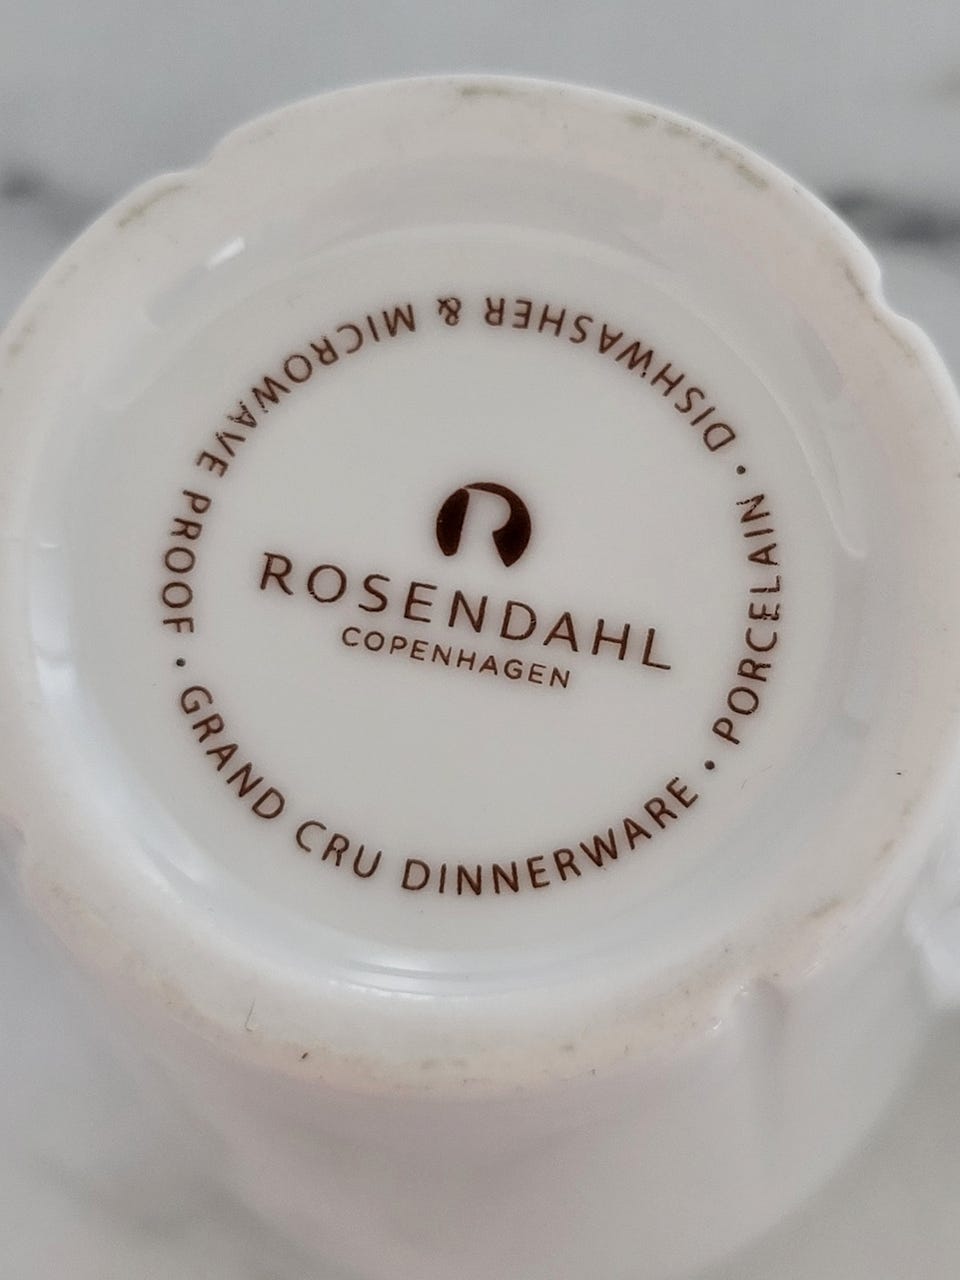 ROSENDAHL
COPENHAGEN
GRAND CRU DINNERWARE • PORCELAIN • DISHWASHER & MICROWAVE PROOF •